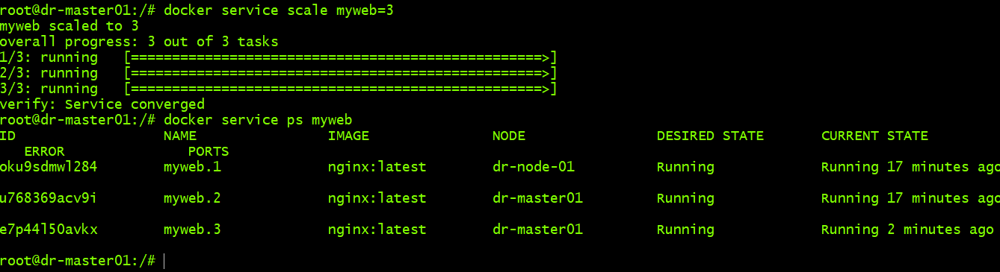 root@dr-master01:/# docker service scale myweb=3
myweb scaled to 3
overall progress: 3 out of 3 tasks
1/3: running   [==================================================>]
2/3: running   [==================================================>]
3/3: running   [==================================================>]
verify: Service converged
root@dr-master01:/# docker service ps myweb
ID                  NAME                IMAGE               NODE                DESIRED STATE       CURRENT STATE
   ERROR               PORTS
oku9sdmwl284        myweb.1             nginx:latest        dr-node-01          Running             Running 17 minutes ago
u768369acv9i        myweb.2             nginx:latest        dr-master01         Running             Running 17 minutes ago
e7p44l50avkx        myweb.3             nginx:latest        dr-master01         Running             Running 2 minutes ago
root@dr-master01:/#